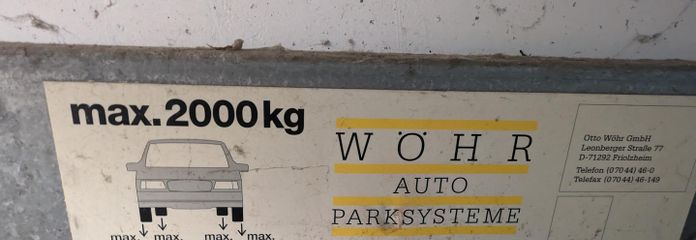 max. 2000 kg
WÖHR
AUTO
PARKSYSTEME
Otto Wöhr GmbH
Leonberger Straße 77
D-71292 Friolzheim
Telefon (07044) 46-0
Telefax (07044) 46-149
max. max. max. max.